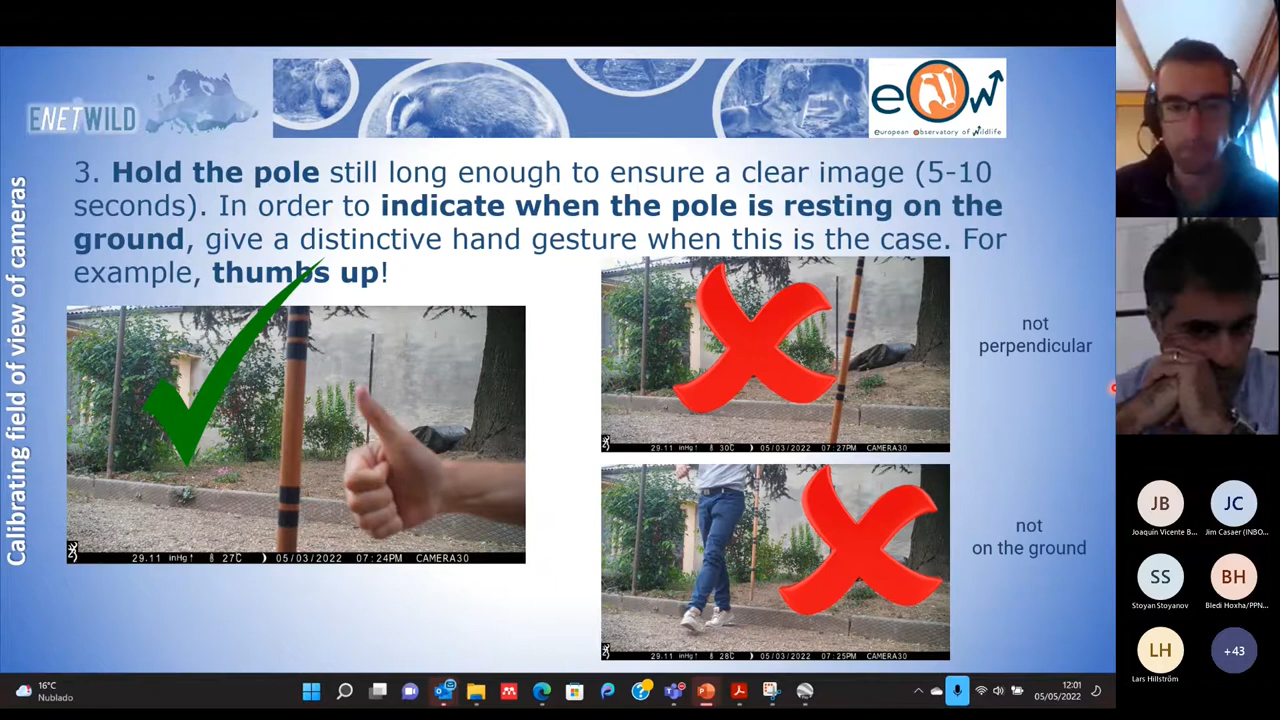 ENETWILD
eow
european observatory of wildlife
Calibrating field of view of cameras
3. Hold the pole still long enough to ensure a clear image (5-10
seconds). In order to indicate when the pole is resting on the
ground, give a distinctive hand gesture when this is the case. For
example, thumbs up!
29.11 inHg↑ 27C 05/03/2022 07:24PM CAMERA30
29.11 inHg↑ 30C 05/03/2022 07:27PM CAMERA30
not
perpendicular
29.11 inHg↑ 28C 05/03/2022 07:25PM CAMERA30
not
on the ground
JB
Joaquín Vicente B...
JC
Jim Casaer (INBO...
SS
Stoyan Stoyanov
BH
Bledi Hoxha/PPN...
LH
Lars Hillström
+43
16°C
Nublado
12:01
05/05/2022